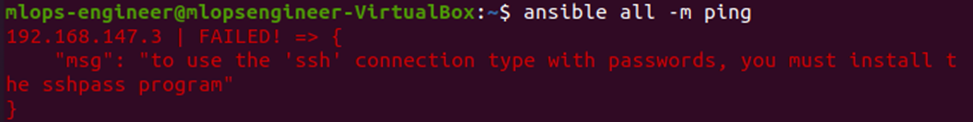 mlops-engineer@mlopsengineer-VirtualBox:~$ ansible all -m ping
192.168.147.3 | FAILED! => {
    "msg": "to use the 'ssh' connection type with passwords, you must install t
he sshpass program"
}